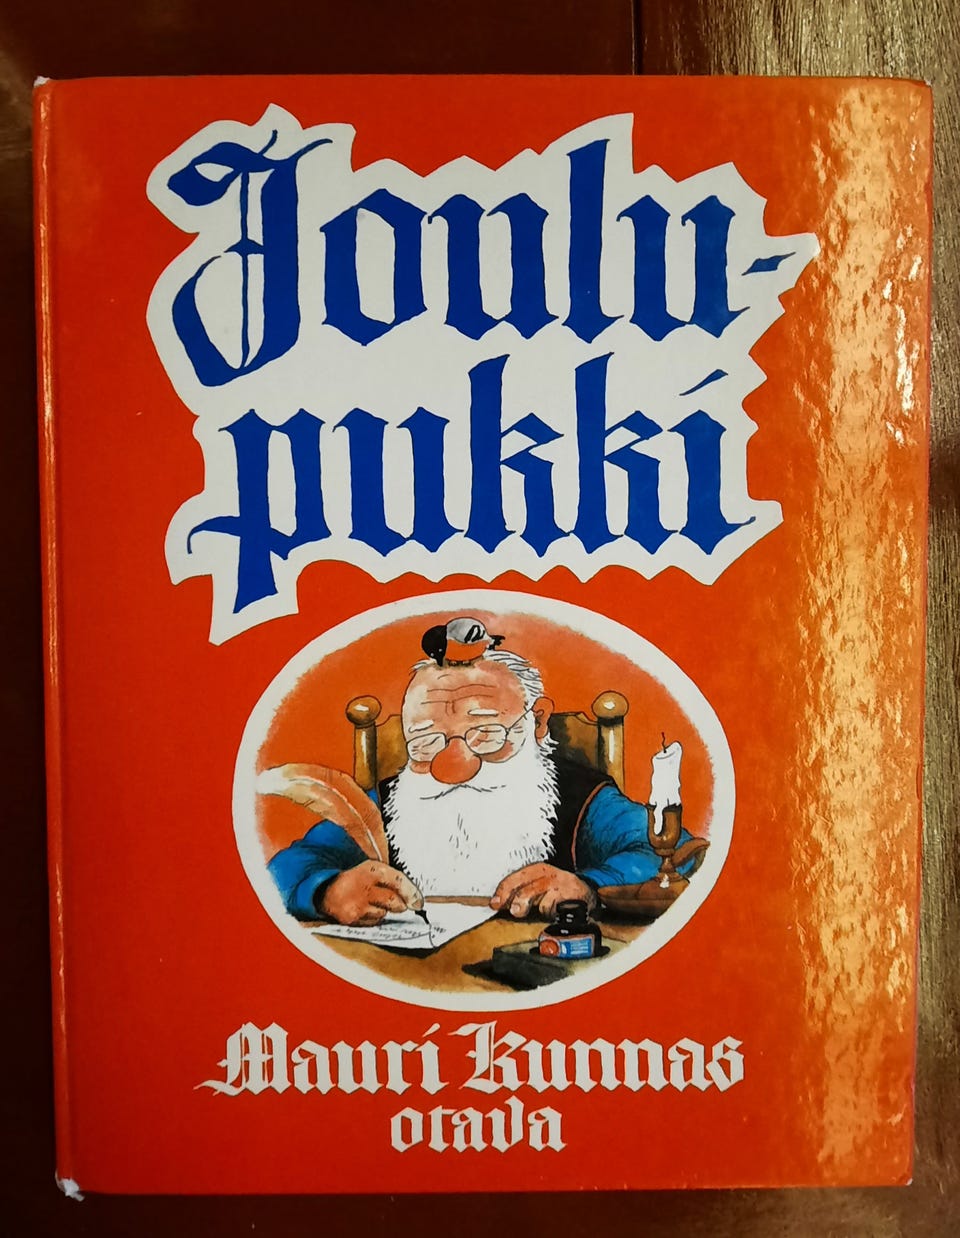 Joulu-
pukki
Mauri Kunnas
otava